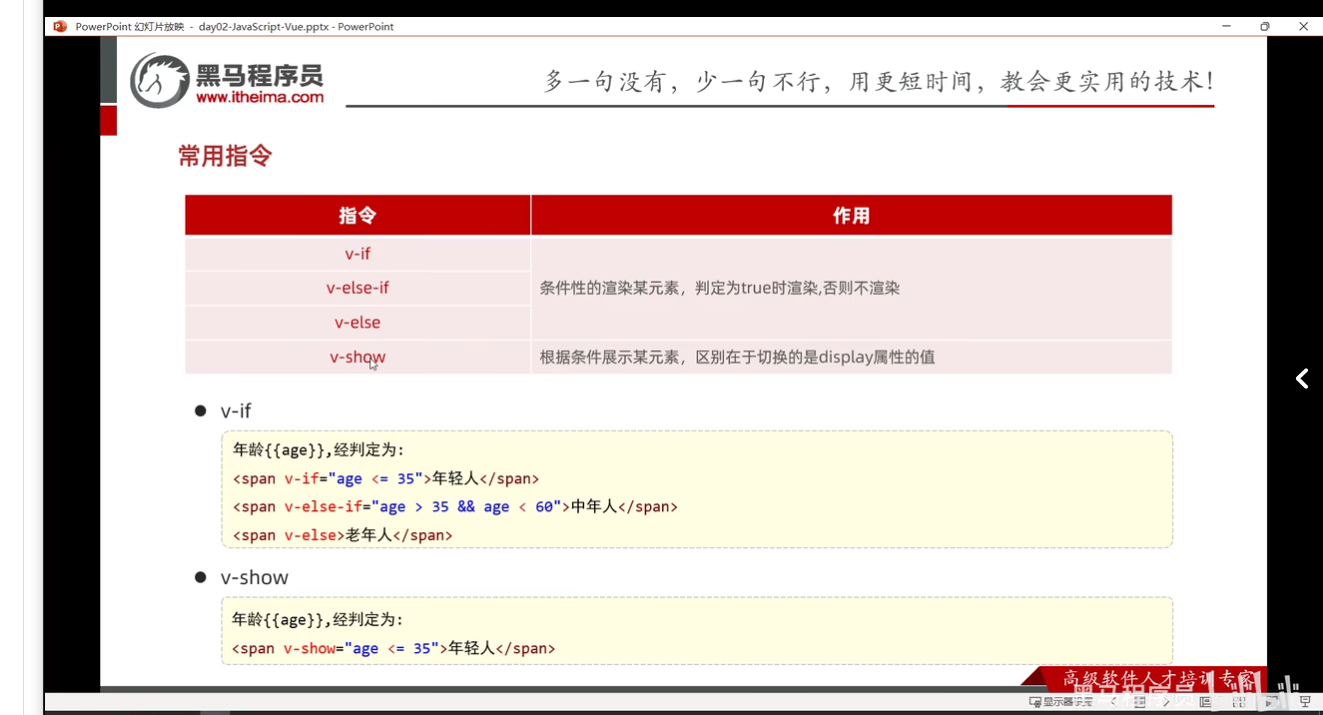 PowerPoint 幻灯片放映 - day02-JavaScript-Vue.pptx - PowerPoint
黑马程序员
www.itheima.com
多一句没有，少一句不行，用更短时间，教会更实用的技术！
常用指令
指令 作用
v-if
v-else-if 条件性的渲染某元素，判定为true时渲染,否则不渲染
v-else
v-show 根据条件展示某元素，区别在于切换的是display属性的值
v-if
年龄{{age}},经判定为:
<span v-if="age <= 35">年轻人</span>
<span v-else-if="age > 35 && age < 60">中年人</span>
<span v-else>老年人</span>
v-show
年龄{{age}},经判定为:
<span v-show="age <= 35">年轻人</span>
高级软件人才培训专家
黑马程序员
显示器